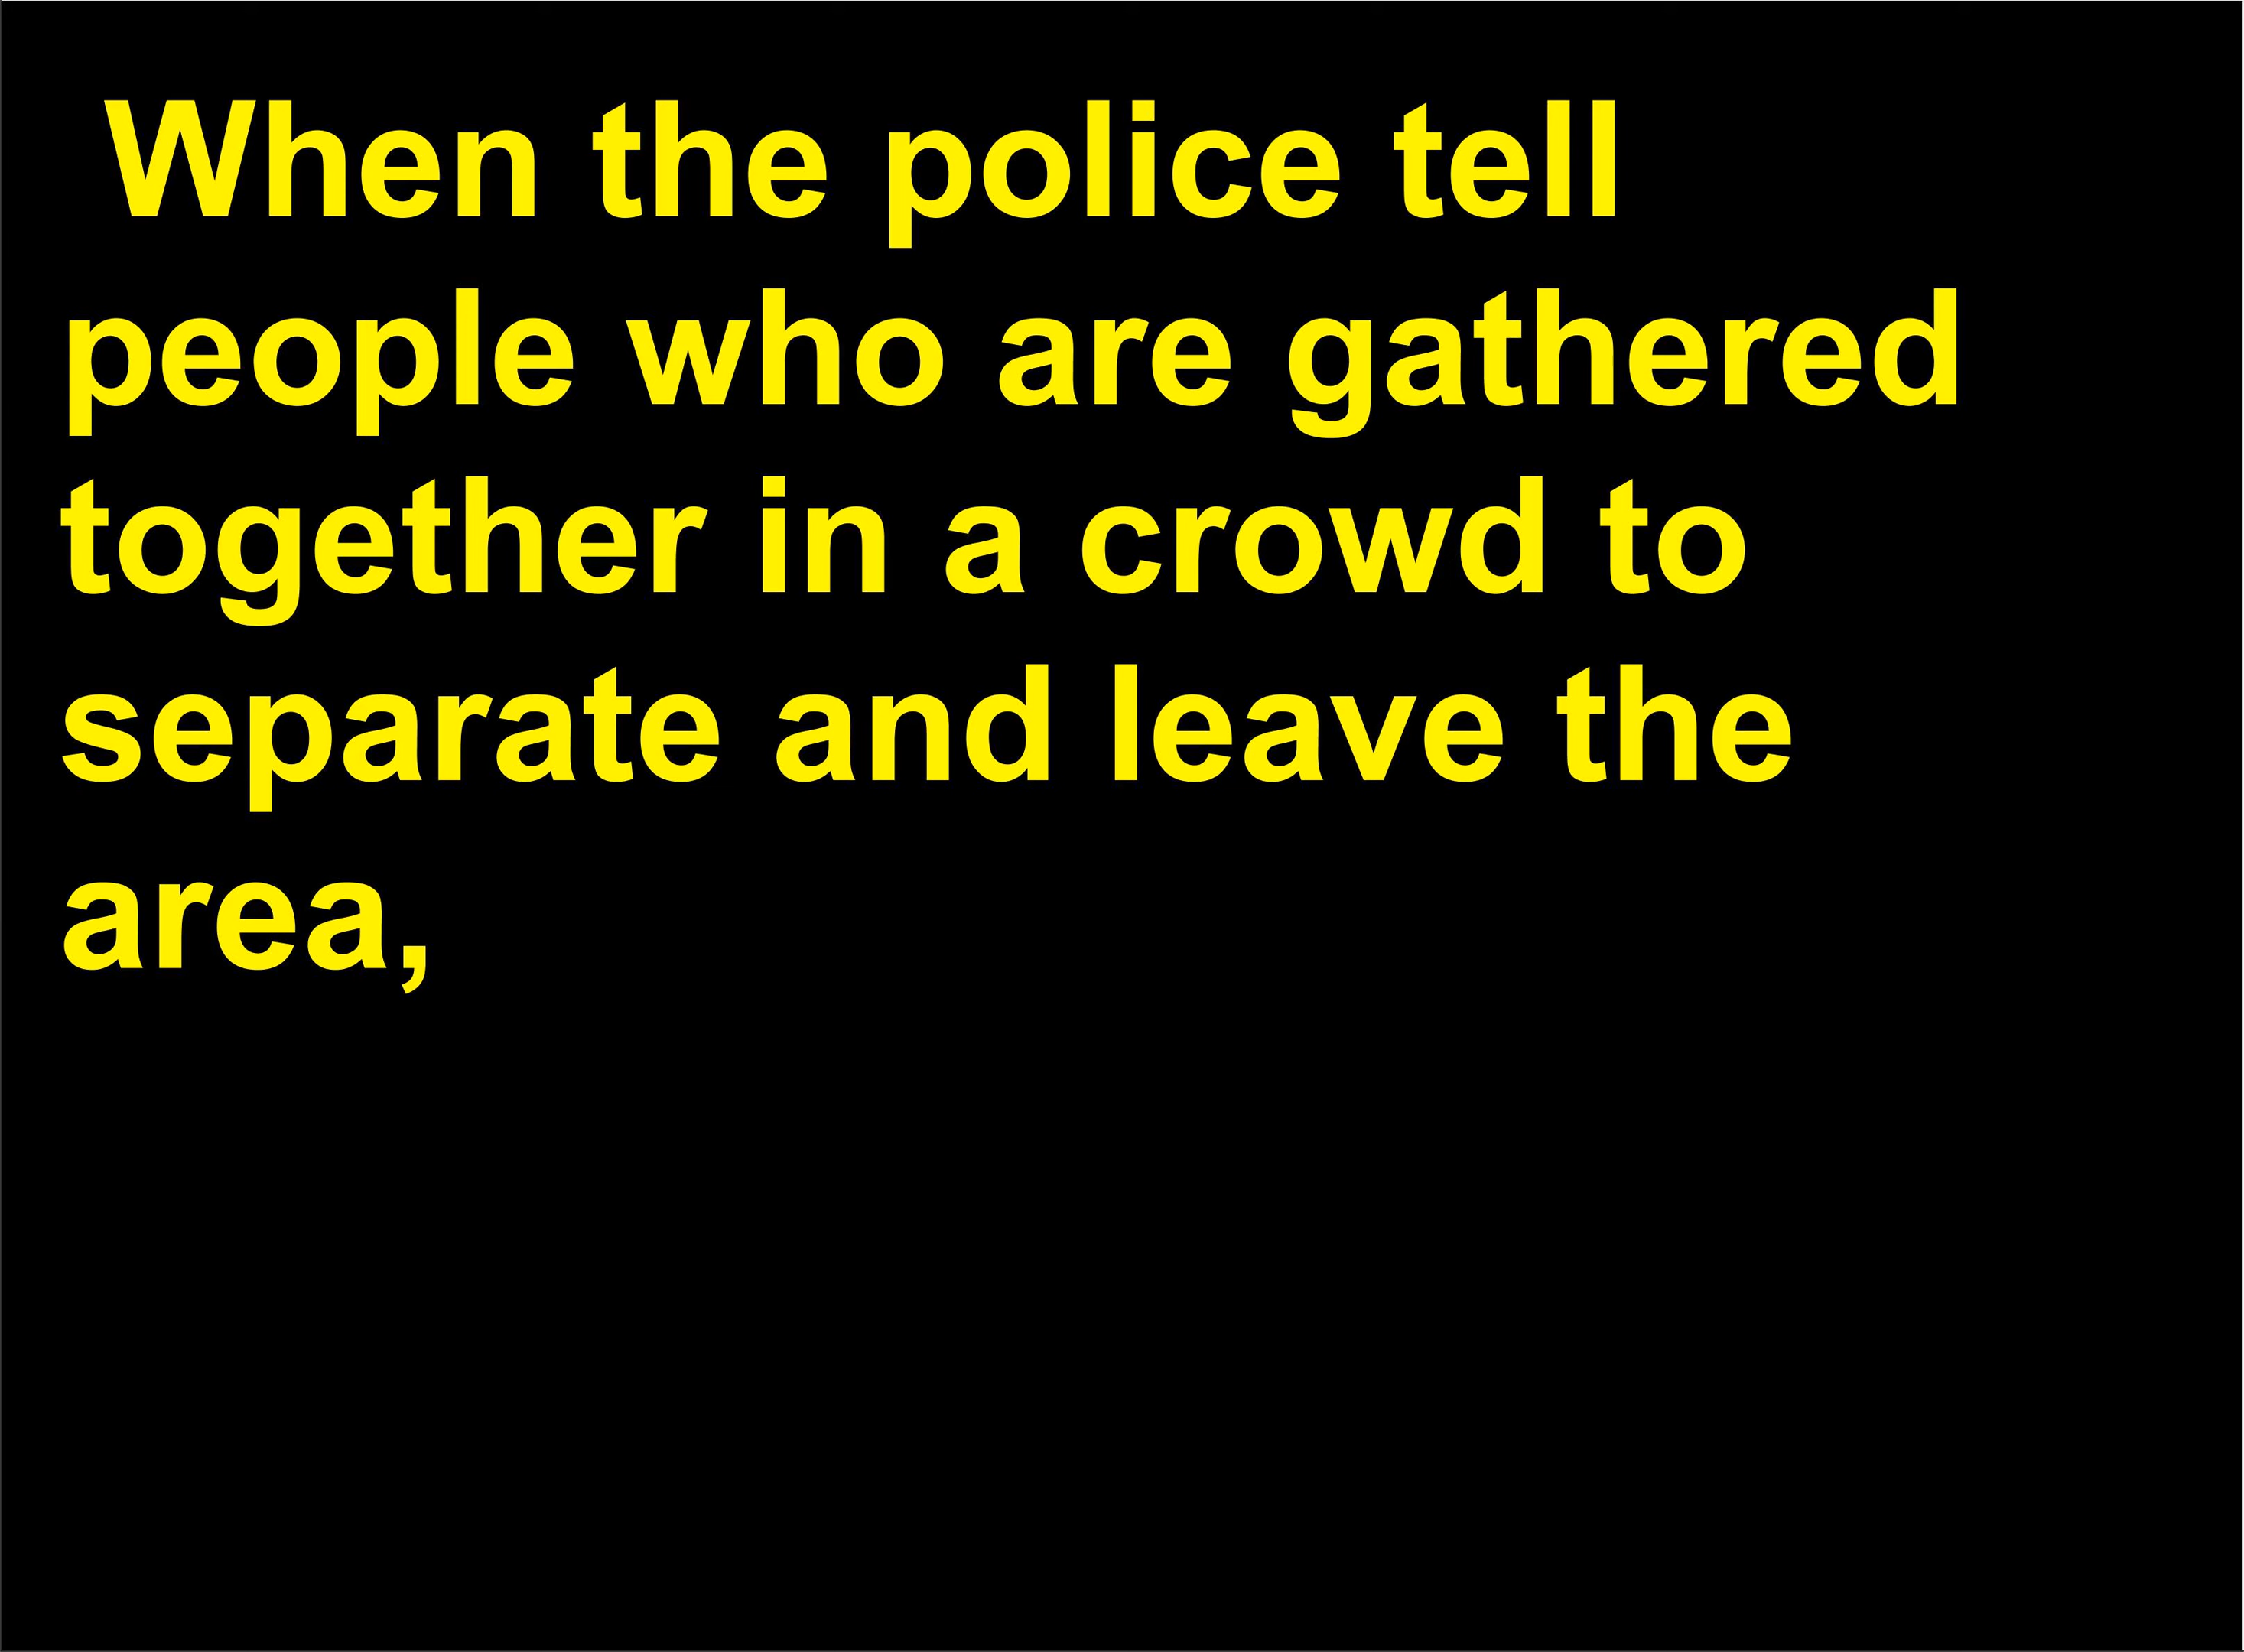 When the police tell
people who are gathered
together in a crowd to
separate and leave the
area,